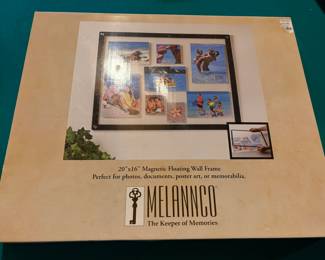 20"x16" Magnetic Floating Wall Frame
Perfect for photos, documents, poster art, or memorabilia.
MELANNCO
The Keeper of Memories